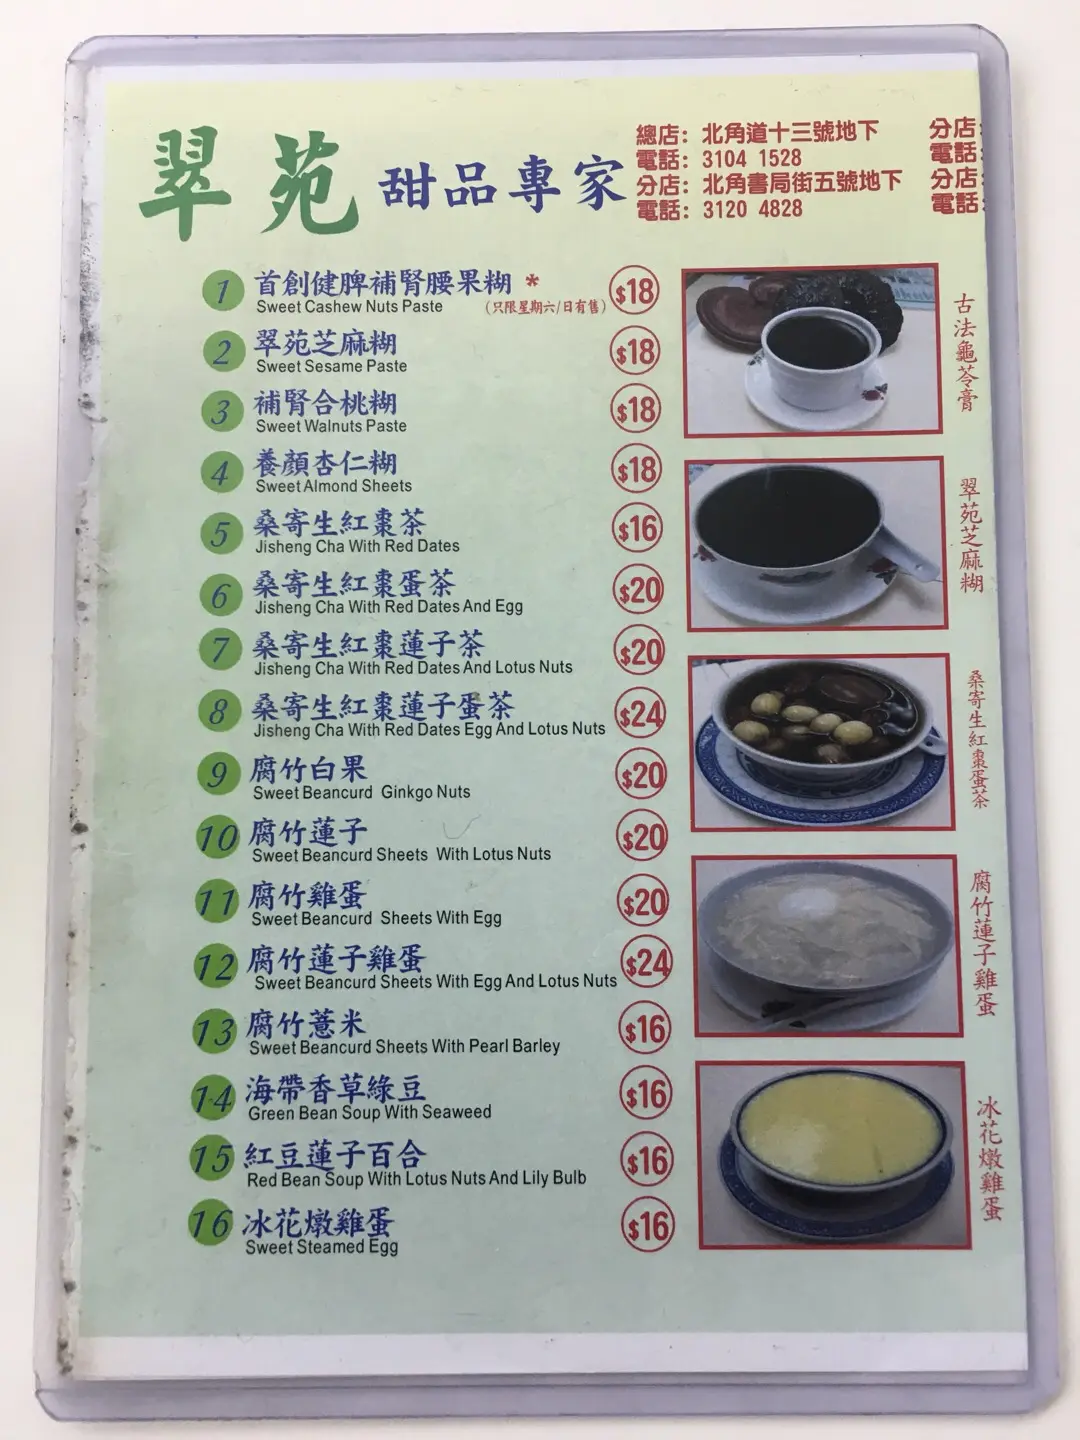 翠苑 甜品專家
總店: 北角道十三號地下
電話: 3104 1528
分店: 北角書局街五號地下
電話: 3120 4828
分店:
電話:
分店:
電話:
1 首創健脾補腎腰果糊 * $18
Sweet Cashew Nuts Paste (只限星期六/日有售)
2 翠苑芝麻糊 $18
Sweet Sesame Paste
3 補腎合桃糊 $18
Sweet Walnuts Paste
4 養顏杏仁糊 $18
Sweet Almond Sheets
5 桑寄生紅棗茶 $16
Jisheng Cha With Red Dates
6 桑寄生紅棗蛋茶 $20
Jisheng Cha With Red Dates And Egg
7 桑寄生紅棗蓮子茶 $20
Jisheng Cha With Red Dates And Lotus Nuts
8 桑寄生紅棗蓮子蛋茶 $24
Jisheng Cha With Red Dates Egg And Lotus Nuts
9 腐竹白果 $20
Sweet Beancurd Ginkgo Nuts
10 腐竹蓮子 $20
Sweet Beancurd Sheets With Lotus Nuts
11 腐竹雞蛋 $20
Sweet Beancurd Sheets With Egg
12 腐竹蓮子雞蛋 $24
Sweet Beancurd Sheets With Egg And Lotus Nuts
13 腐竹薏米 $16
Sweet Beancurd Sheets With Pearl Barley
14 海帶香草綠豆 $16
Green Bean Soup With Seaweed
15 紅豆蓮子百合 $16
Red Bean Soup With Lotus Nuts And Lily Bulb
16 冰花燉雞蛋 $16
Sweet Steamed Egg
古法龜苓膏
翠苑芝麻糊
桑寄生紅棗蛋茶
腐竹蓮子雞蛋
冰花燉雞蛋